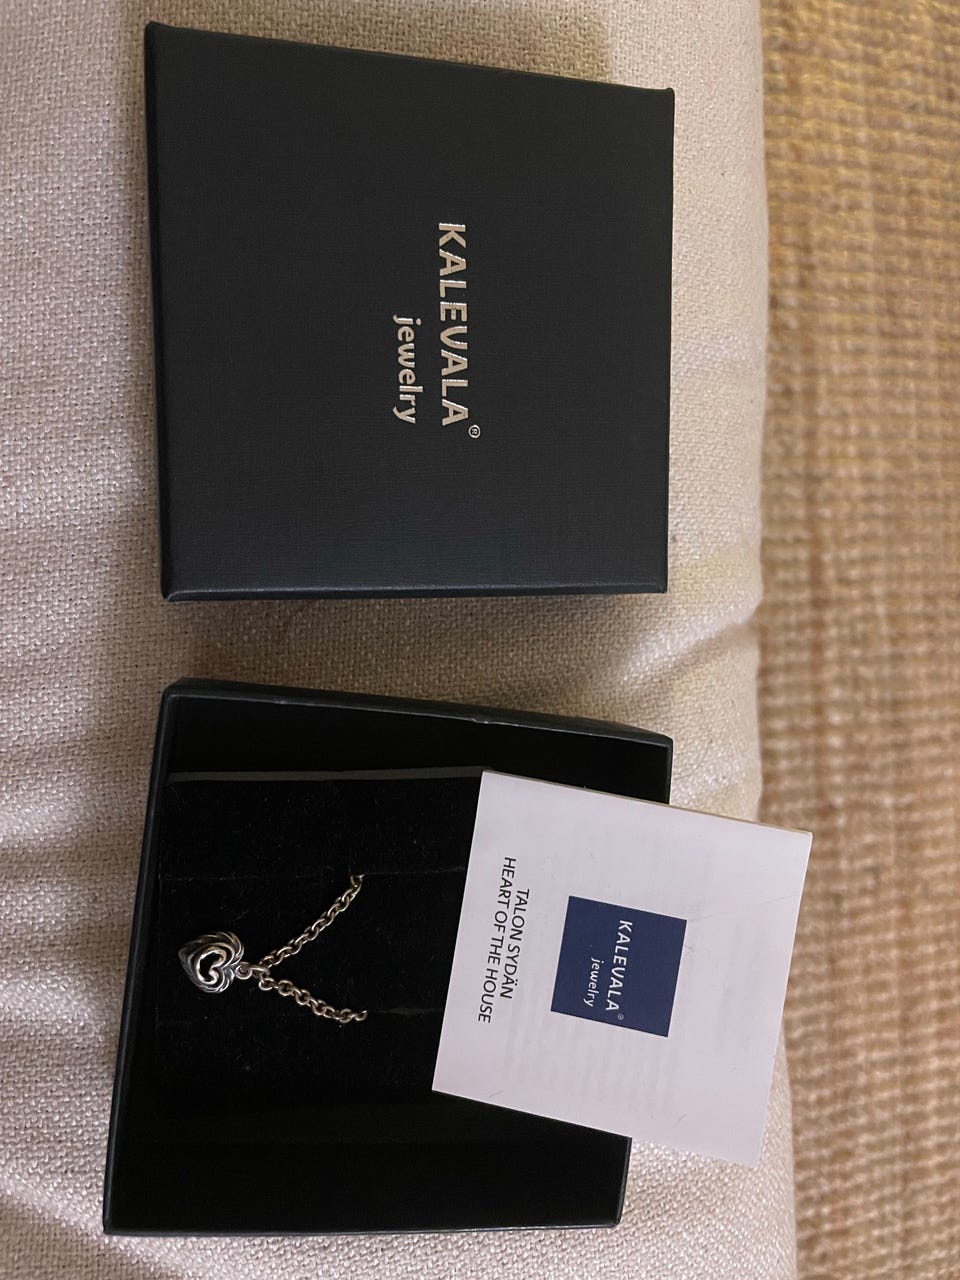 KALEVALA®
jewelry
KALEVALA®
jewelry
TALON SYDÄN
HEART OF THE HOUSE